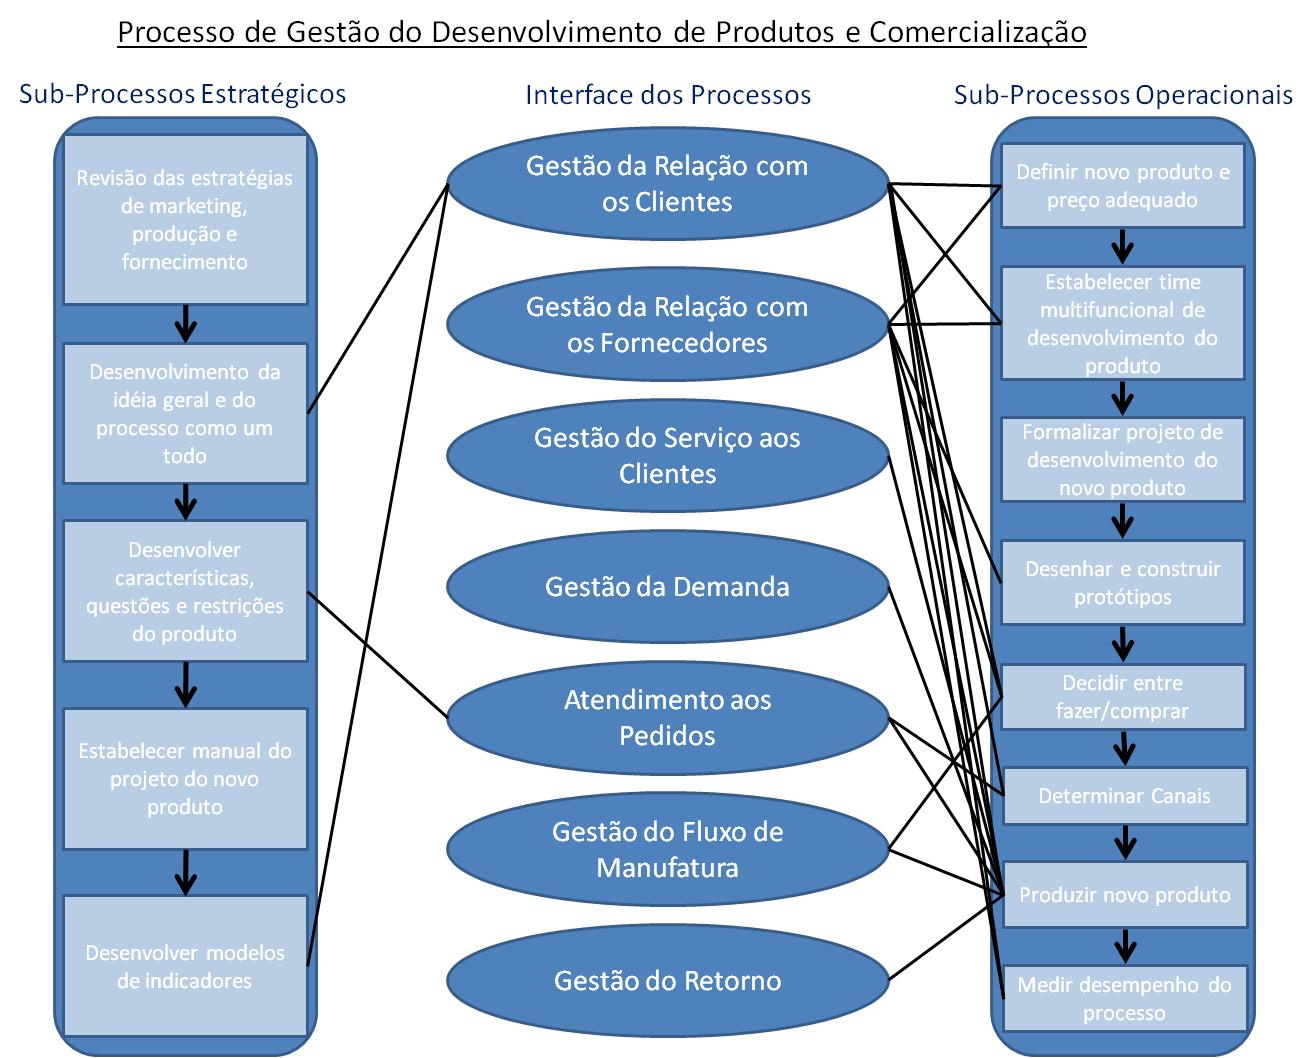 Processo de Gestão do Desenvolvimento de Produtos e Comercialização
Sub-Processos Estratégicos
Revisão das estratégias
de marketing,
produção e
fornecimento
Desenvolvimento da
idéia geral e do
processo como um
todo
Desenvolver
características,
questões e restrições
do produto
Estabelecer manual do
projeto do novo
produto
Desenvolver modelos
de indicadores
Interface dos Processos
Gestão da Relação com
os Clientes
Gestão da Relação com
os Fornecedores
Gestão do Serviço aos
Clientes
Gestão da Demanda
Atendimento aos
Pedidos
Gestão do Fluxo de
Manufatura
Gestão do Retorno
Sub-Processos Operacionais
Definir novo produto e
preço adequado
Estabelecer time
multifuncional de
desenvolvimento do
produto
Formalizar projeto de
desenvolvimento do
novo produto
Desenhar e construir
protótipos
Decidir entre
fazer/comprar
Determinar Canais
Produzir novo produto
Medir desempenho do
processo